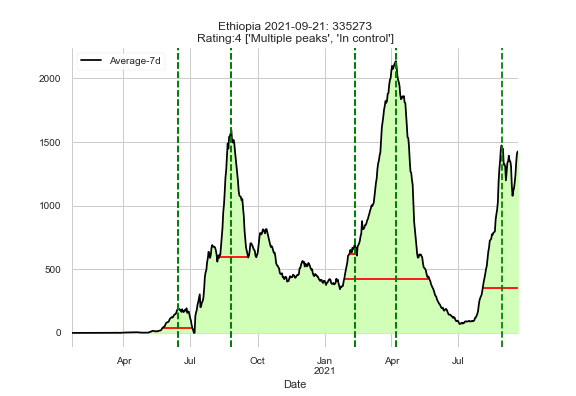 Ethiopia 2021-09-21: 335273
Rating:4 ['Multiple peaks', 'In control']
Average-7d
2000
1500
1000
500
0
Apr
Jul
Oct
Jan
2021
Apr
Jul
Date